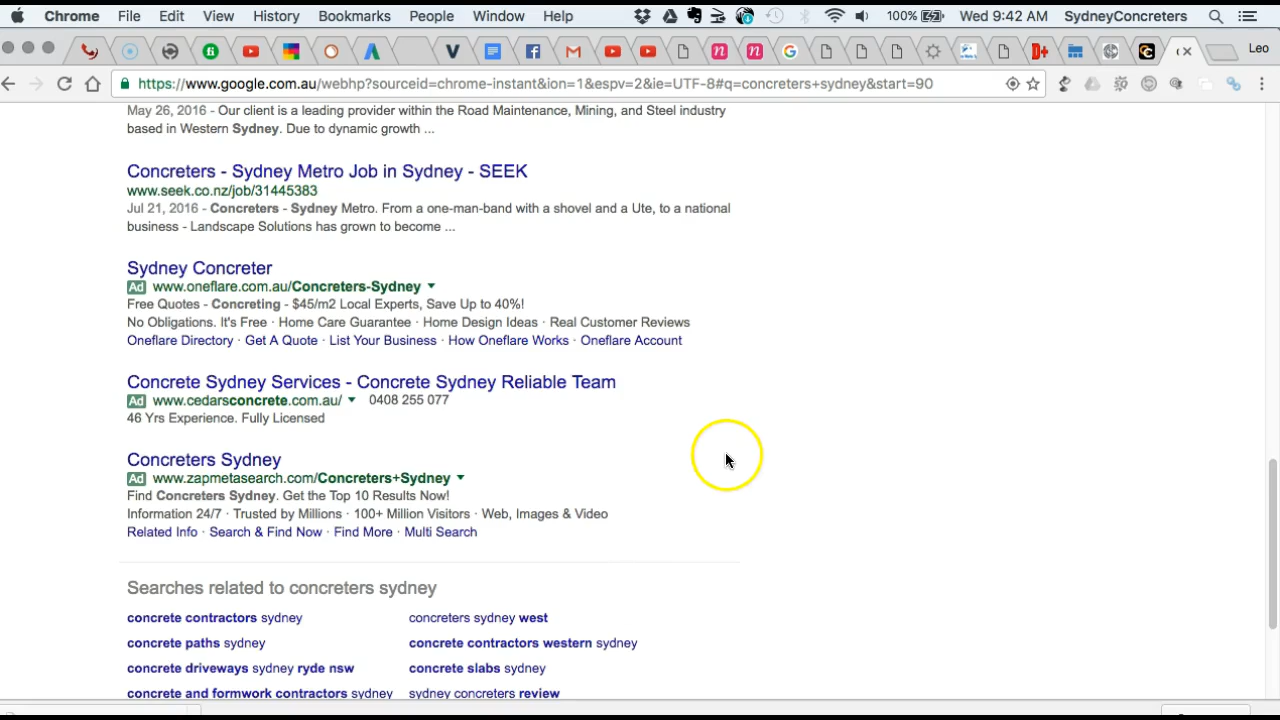 Chrome File Edit View History Bookmarks People Window Help 100% Wed 9:42 AM SydneyConcreters
Leo
https://www.google.com.au/webhp?sourceid=chrome-instant&ion=1&espv=2&ie=UTF-8#q=concreters+sydney&start=90
May 26, 2016 - Our client is a leading provider within the Road Maintenance, Mining, and Steel industry
based in Western Sydney. Due to dynamic growth ...
Concreters - Sydney Metro Job in Sydney - SEEK
www.seek.co.nz/job/31445383
Jul 21, 2016 - Concreters - Sydney Metro. From a one-man-band with a shovel and a Ute, to a national
business - Landscape Solutions has grown to become ...
Sydney Concreter
Ad www.oneflare.com.au/Concreters-Sydney
Free Quotes - Concreting - $45/m2 Local Experts, Save Up to 40%!
No Obligations. It's Free · Home Care Guarantee · Home Design Ideas · Real Customer Reviews
Oneflare Directory · Get A Quote · List Your Business · How Oneflare Works · Oneflare Account
Concrete Sydney Services - Concrete Sydney Reliable Team
Ad www.cedarsconcrete.com.au/ 0408 255 077
46 Yrs Experience. Fully Licensed
Concreters Sydney
Ad www.zapmetasearch.com/Concreters+Sydney
Find Concreters Sydney. Get the Top 10 Results Now!
Information 24/7 · Trusted by Millions · 100+ Million Visitors · Web, Images & Video
Related Info · Search & Find Now · Find More · Multi Search
Searches related to concreters sydney
concrete contractors sydney concreters sydney west
concrete paths sydney concrete contractors western sydney
concrete driveways sydney ryde nsw concrete slabs sydney
concrete and formwork contractors sydney sydney concreters review